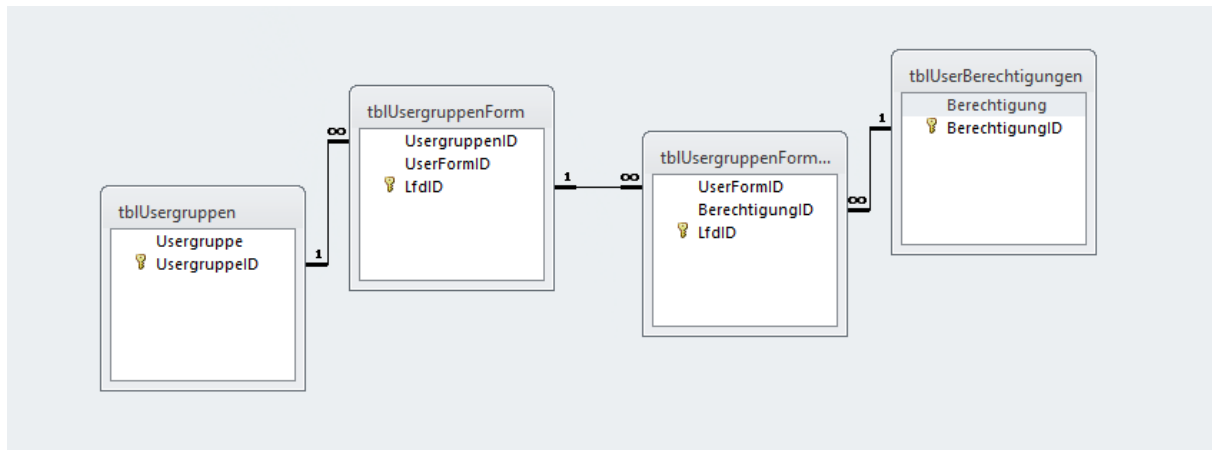 tblUsergruppen
Usergruppe
UsergruppeID
1
∞
tblUsergruppenForm
UsergruppenID
UserFormID
LfdID
1
∞
tblUsergruppenForm...
UserFormID
BerechtigungID
LfdID
∞
1
tblUserBerechtigungen
Berechtigung
BerechtigungID